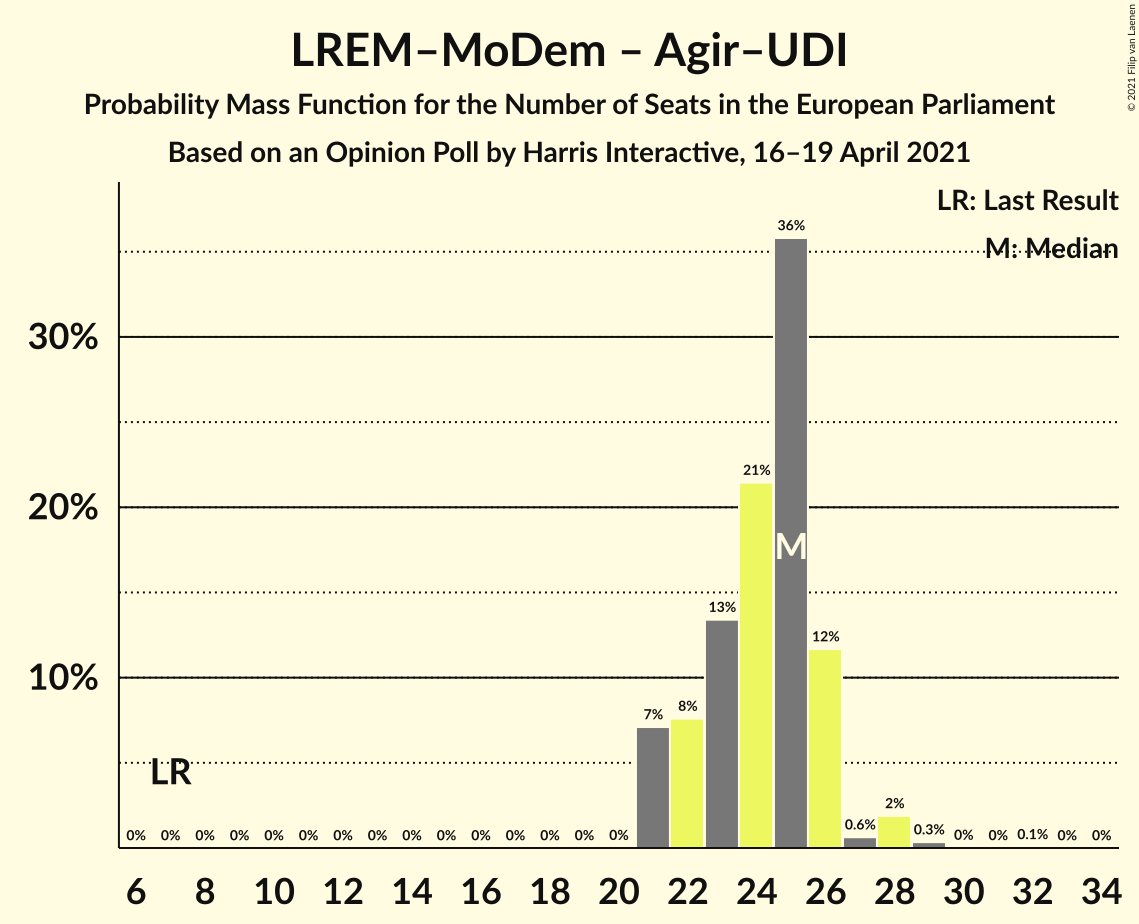 LREM–MoDem – Agir–UDI
Probability Mass Function for the Number of Seats in the European Parliament
Based on an Opinion Poll by Harris Interactive, 16–19 April 2021
© 2021 Filip van Laenen
LR: Last Result
M: Median
36%
30%
21%
20%
M
13%
12%
10%
7%
8%
LR
2%
0.6%
0.3%
0% 0% 0% 0% 0% 0% 0% 0% 0% 0% 0% 0% 0% 0% 0% 0% 0% 0.1% 0% 0%
6 8 10 12 14 16 18 20 22 24 26 28 30 32 34